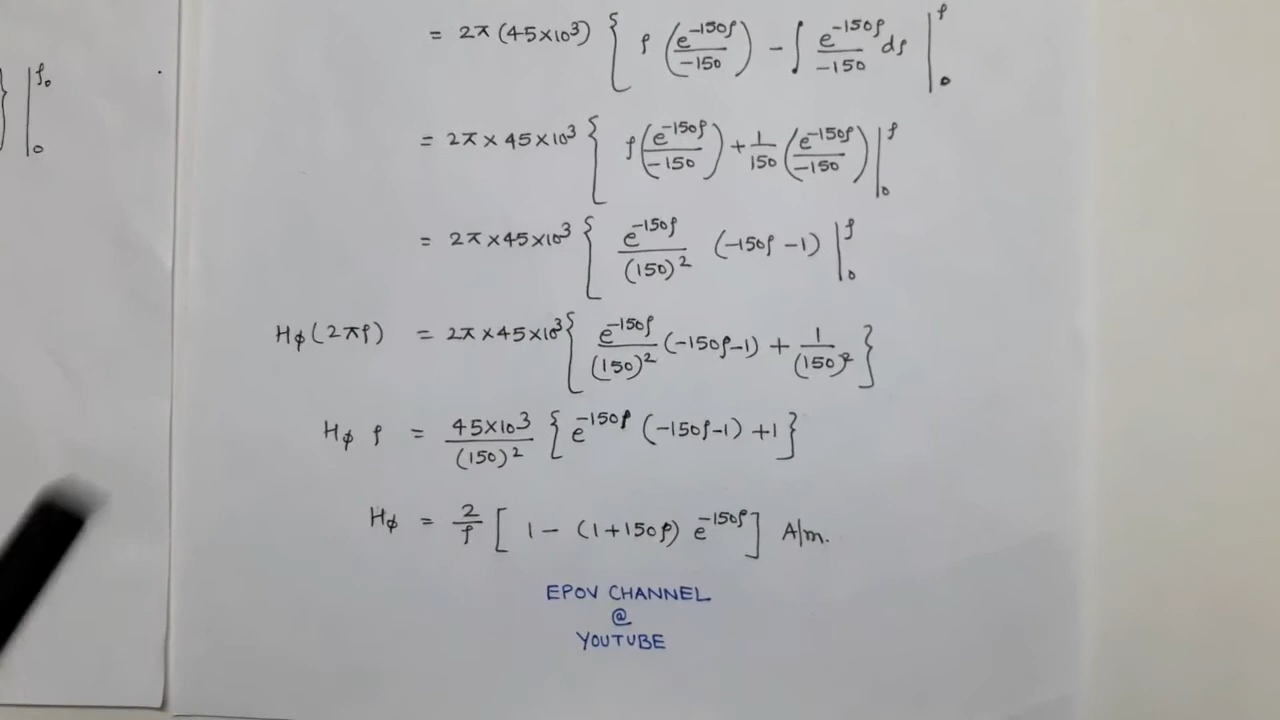 = 2π (45×10³) { ρ (e^-150ρ / -150) - ∫ e^-150ρ / -150 dρ |₀^ρ
} |₀^ρ₀
= 2π × 45×10³ { ρ (e^-150ρ / -150) + 1/150 (e^-150ρ / -150) |₀^ρ
= 2π×45×10³ { e^-150ρ / (150)² (-150ρ -1) |₀^ρ
Hφ (2πρ) = 2π×45×10³ { e^-150ρ / (150)² (-150ρ-1) + 1/(150)² }
Hφ ρ = 45×10³ / (150)² { e^-150ρ (-150ρ-1) +1 }
Hφ = 2/ρ [ 1 - (1+150ρ) e^-150ρ ] A/m.
EPOV CHANNEL
@
YOUTUBE